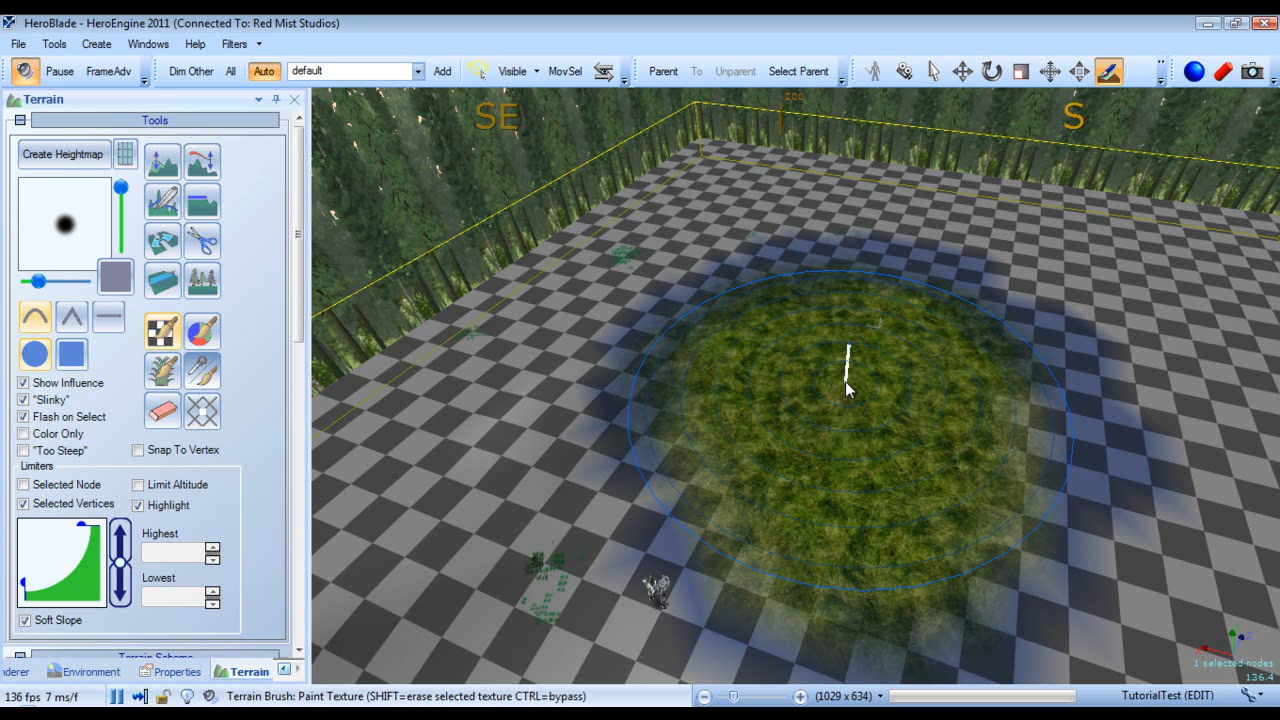 HeroBlade - HeroEngine 2011 (Connected To: Red Mist Studios)
File Tools Create Windows Help Filters
Pause FrameAdv Dim Other All Auto default Add Visible MovSel Parent To Unparent Select Parent
Terrain
Tools
Create Heightmap
Show Influence
"Slinky"
Flash on Select
Color Only
"Too Steep" Snap To Vertex
Limiters
Selected Node Limit Altitude
Selected Vertices Highlight
Highest
Lowest
Soft Slope
Terrain Scheme
nderer Environment Properties Terrain
SE 200 S
1 selected nodes
136.4
136 fps 7 ms/f Terrain Brush: Paint Texture (SHIFT=erase selected texture CTRL=bypass) (1029 x 634) TutorialTest (EDIT)